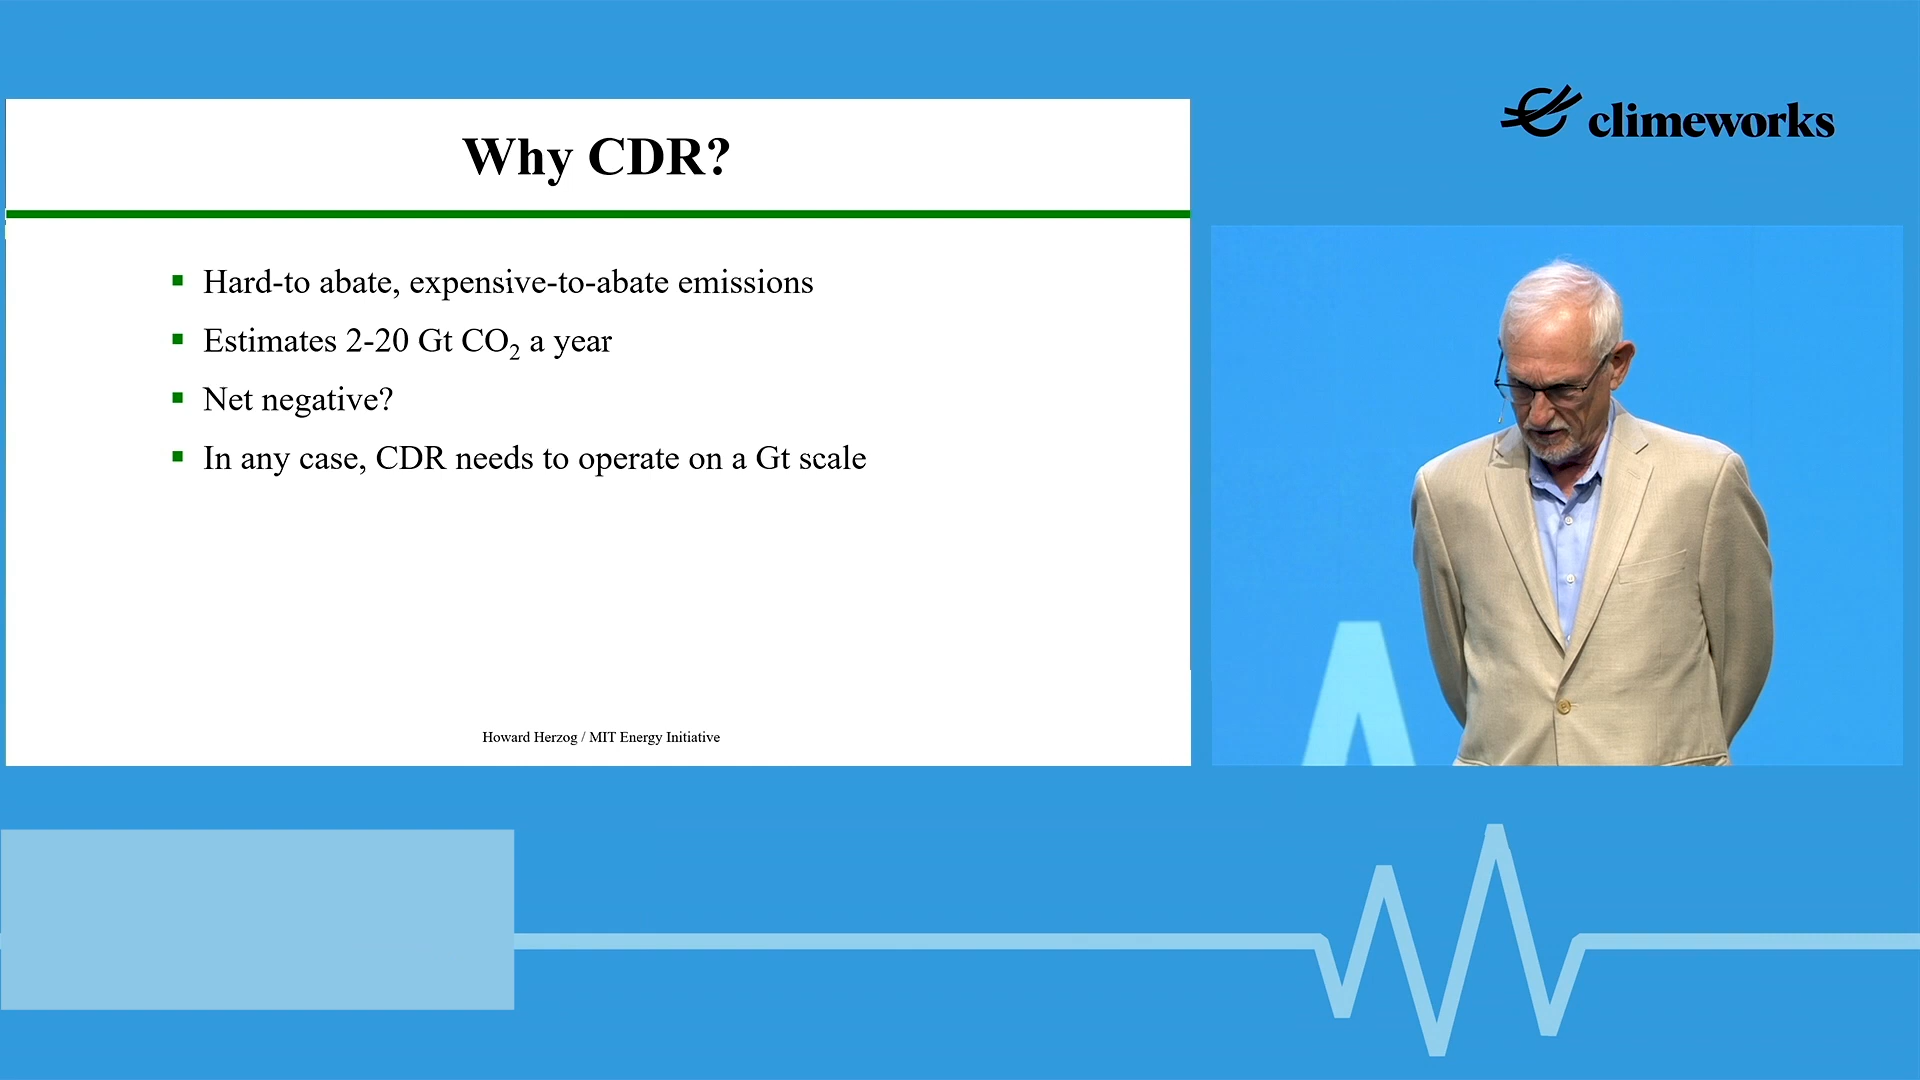 climeworks
Why CDR?
Hard-to abate, expensive-to-abate emissions
Estimates 2-20 Gt CO₂ a year
Net negative?
In any case, CDR needs to operate on a Gt scale
Howard Herzog / MIT Energy Initiative
A